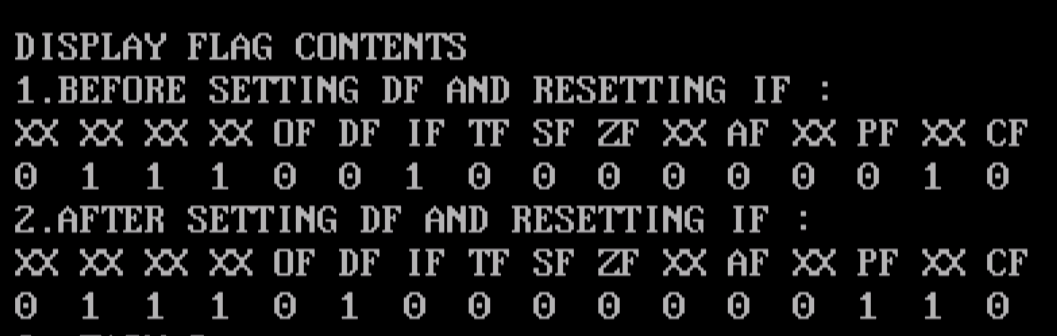 DISPLAY FLAG CONTENTS
1.BEFORE SETTING DF AND RESETTING IF :
XX XX XX XX OF DF IF TF SF ZF XX AF XX PF XX CF
0 1 1 1 0 0 1 0 0 0 0 0 0 0 1 0
2.AFTER SETTING DF AND RESETTING IF :
XX XX XX XX OF DF IF TF SF ZF XX AF XX PF XX CF
0 1 1 1 0 1 0 0 0 0 0 0 0 1 1 0